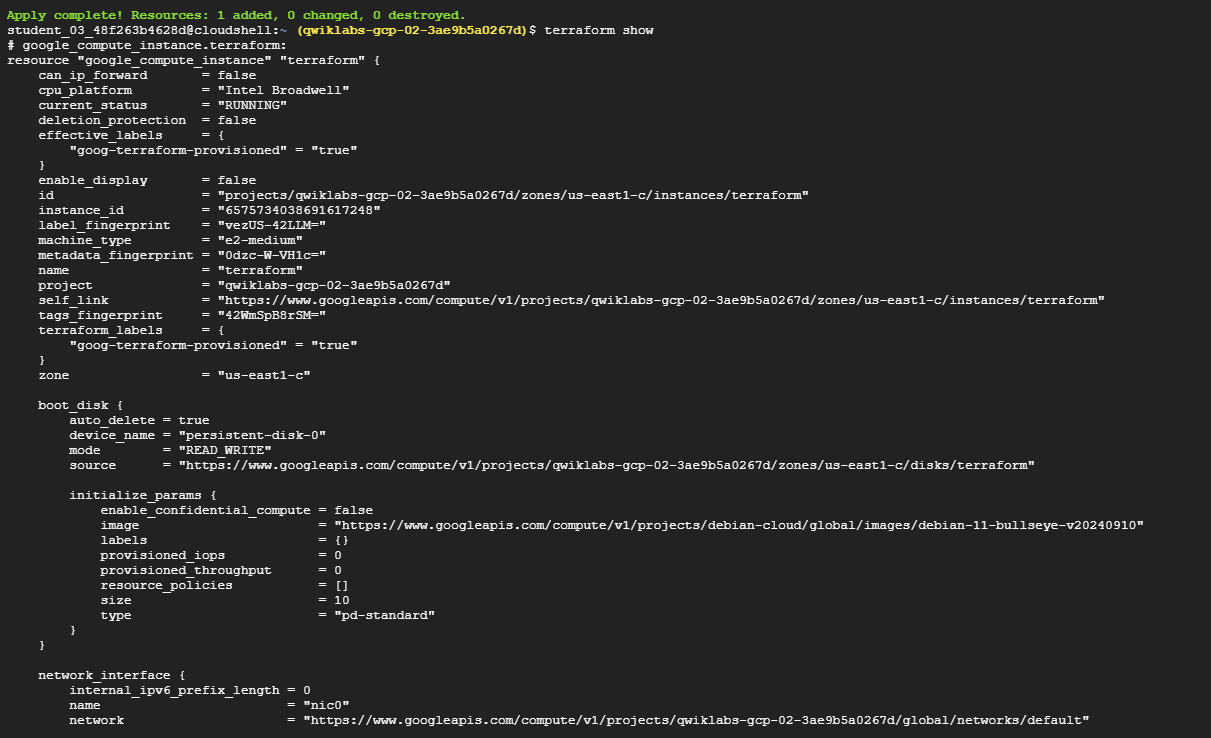 Apply complete! Resources: 1 added, 0 changed, 0 destroyed.
student_03_48f263b4628d@cloudshell:~ (qwiklabs-gcp-02-3ae9b5a0267d)$ terraform show
# google_compute_instance.terraform:
resource "google_compute_instance" "terraform" {
    can_ip_forward       = false
    cpu_platform         = "Intel Broadwell"
    current_status       = "RUNNING"
    deletion_protection  = false
    effective_labels     = {
        "goog-terraform-provisioned" = "true"
    }
    enable_display       = false
    id                   = "projects/qwiklabs-gcp-02-3ae9b5a0267d/zones/us-east1-c/instances/terraform"
    instance_id          = "6575734038691617248"
    label_fingerprint    = "vezUS-42LLM="
    machine_type         = "e2-medium"
    metadata_fingerprint = "0dzc-W-VH1c="
    name                 = "terraform"
    project              = "qwiklabs-gcp-02-3ae9b5a0267d"
    self_link            = "https://www.googleapis.com/compute/v1/projects/qwiklabs-gcp-02-3ae9b5a0267d/zones/us-east1-c/instances/terraform"
    tags_fingerprint     = "42WmSpB8rSM="
    terraform_labels     = {
        "goog-terraform-provisioned" = "true"
    }
    zone                 = "us-east1-c"

    boot_disk {
        auto_delete = true
        device_name = "persistent-disk-0"
        mode        = "READ_WRITE"
        source      = "https://www.googleapis.com/compute/v1/projects/qwiklabs-gcp-02-3ae9b5a0267d/zones/us-east1-c/disks/terraform"

        initialize_params {
            enable_confidential_compute = false
            image                       = "https://www.googleapis.com/compute/v1/projects/debian-cloud/global/images/debian-11-bullseye-v20240910"
            labels                      = {}
            provisioned_iops            = 0
            provisioned_throughput      = 0
            resource_policies           = []
            size                        = 10
            type                        = "pd-standard"
        }
    }

    network_interface {
        internal_ipv6_prefix_length = 0
        name                        = "nic0"
        network                     = "https://www.googleapis.com/compute/v1/projects/qwiklabs-gcp-02-3ae9b5a0267d/global/networks/default"